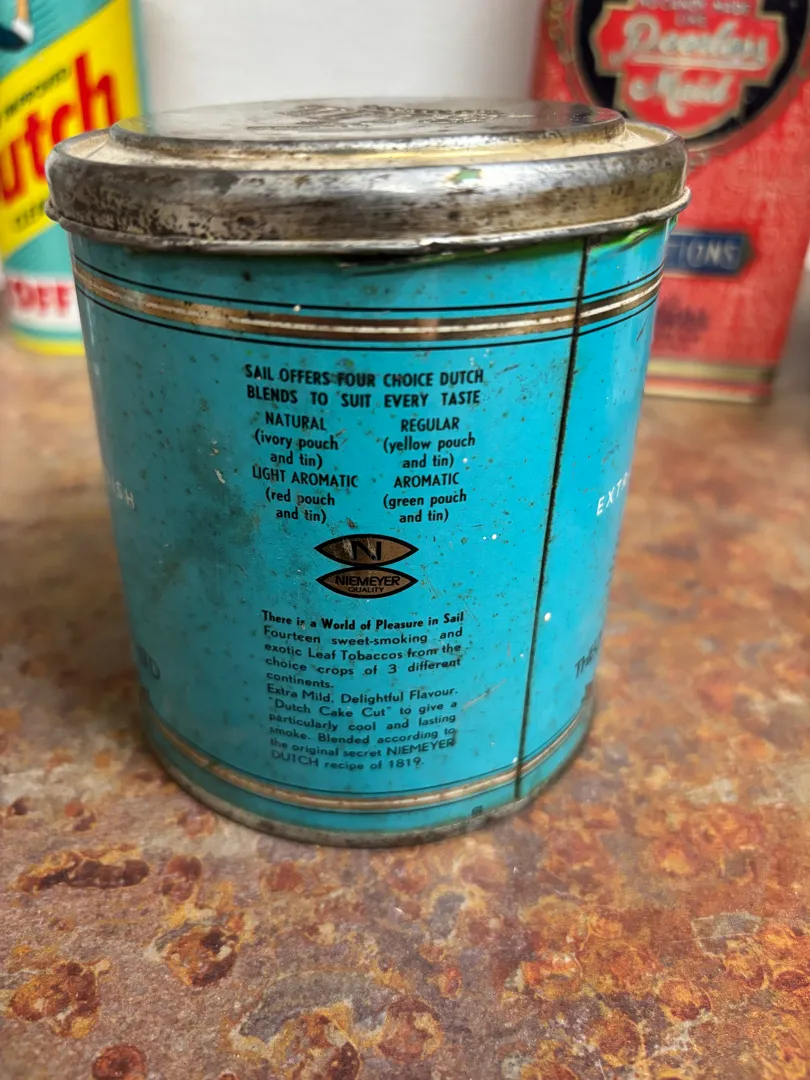 Dutch
OFF
Peerless
Maid
SAIL OFFERS FOUR CHOICE DUTCH
BLENDS TO SUIT EVERY TASTE
NATURAL
(ivory pouch
and tin)
REGULAR
(yellow pouch
and tin)
LIGHT AROMATIC
(red pouch
and tin)
AROMATIC
(green pouch
and tin)
N
NIEMEYER
QUALITY
There is a World of Pleasure in Sail
Fourteen sweet-smoking and
exotic Leaf Tobaccos from the
choice crops of 3 different
continents.
Extra Mild, Delightful Flavour.
"Dutch Cake Cut" to give a
particularly cool and lasting
smoke. Blended according to
the original secret NIEMEYER
DUTCH recipe of 1819.